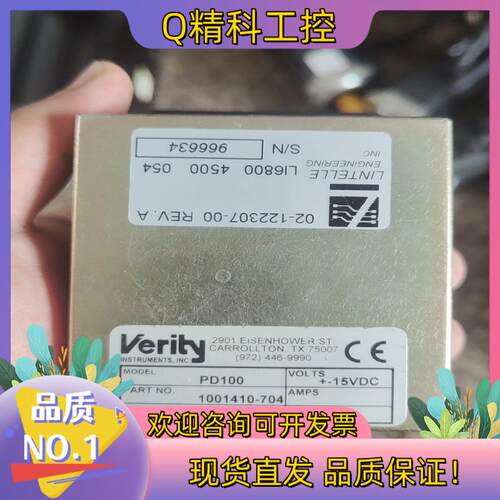 Q精科工控
LINTELLE
ENGINEERING
INC
02-122307-00 REV. A
LI6800 4500 054
S/N 966634
Verity
INSTRUMENTS, INC
2901 EISENHOWER ST
CARROLLTON, TX 75007
(972) 446-9990
CE
MODEL PD100
VOLTS +-15VDC
PART NO. 1001410-704
AMPS
品质
NO.1
欢迎咨询可开发票
现货直发 品质保证!